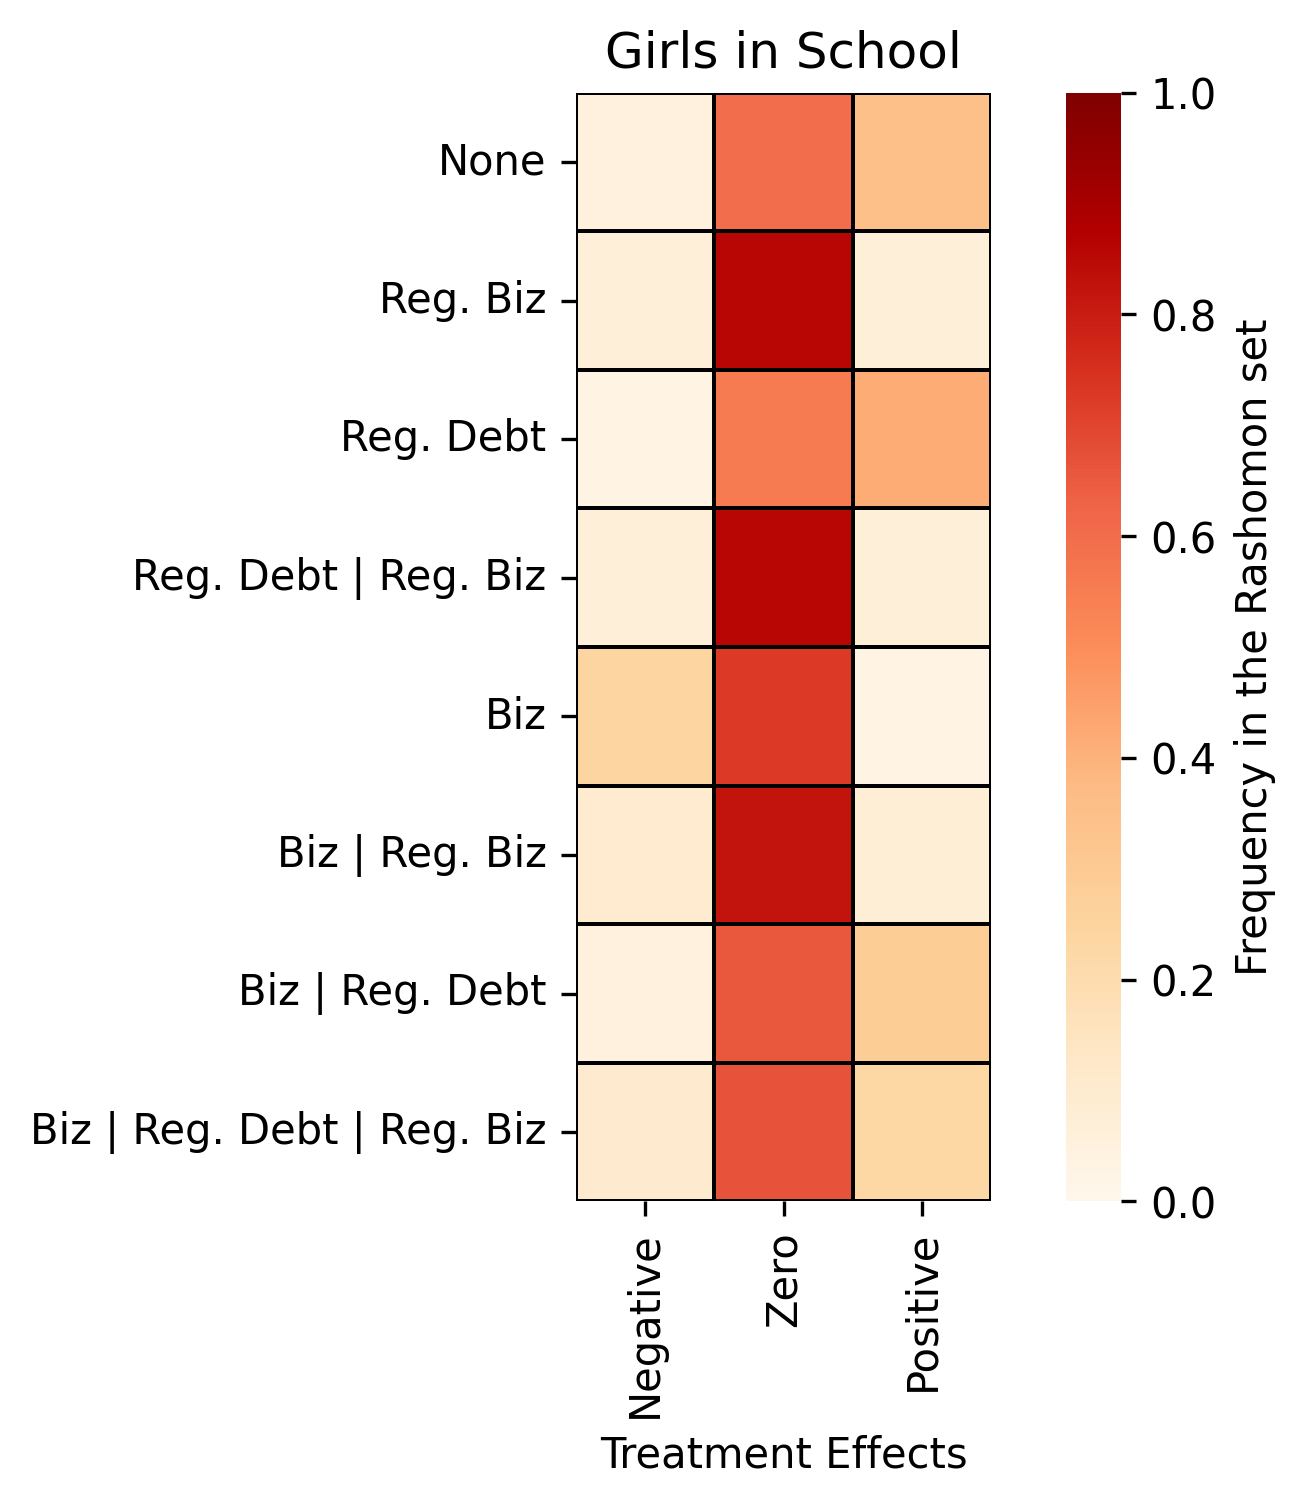 Girls in School
None
Reg. Biz
Reg. Debt
Reg. Debt | Reg. Biz
Biz
Biz | Reg. Biz
Biz | Reg. Debt
Biz | Reg. Debt | Reg. Biz
Negative
Zero
Positive
Treatment Effects
1.0
0.8
0.6
0.4
0.2
0.0
Frequency in the Rashomon set